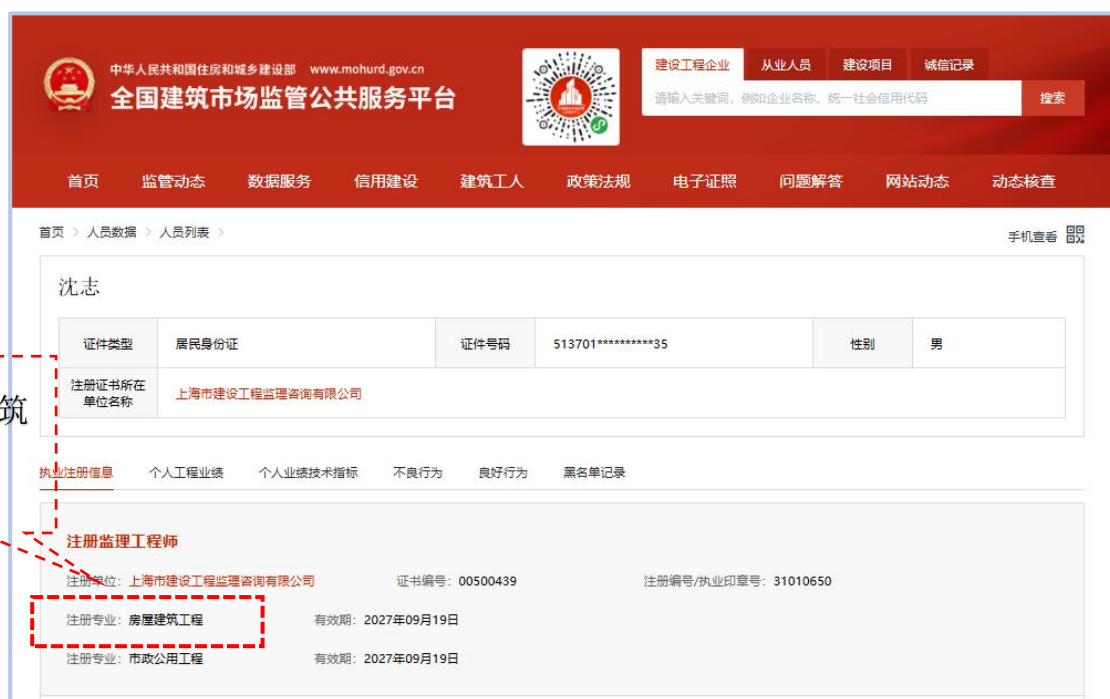 中华人民共和国住房和城乡建设部 www.mohurd.gov.cn
全国建筑市场监管公共服务平台
建设工程企业 从业人员 建设项目 诚信记录
请输入关键词，例如企业名称、统一社会信用代码 搜索
首页 监管动态 数据服务 信用建设 建筑工人 政策法规 电子证照 问题解答 网站动态 动态核查
首页 > 人员数据 > 人员列表 >
手机查看
沈志
证件类型 居民身份证 证件号码 513701**********35 性别 男
注册证书所在
单位名称
上海市建设工程监理咨询有限公司
筑
执业注册信息 个人工程业绩 个人业绩技术指标 不良行为 良好行为 黑名单记录
注册监理工程师
注册单位：上海市建设工程监理咨询有限公司 证书编号：00500439 注册编号/执业印章号：31010650
注册专业：房屋建筑工程 有效期：2027年09月19日
注册专业：市政公用工程 有效期：2027年09月19日